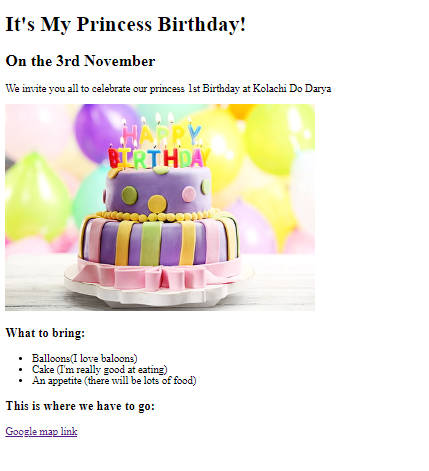 It's My Princess Birthday!
On the 3rd November
We invite you all to celebrate our princess 1st Birthday at Kolachi Do Darya
HAPPY
BIRTHDAY
What to bring:
Balloons(I love baloons)
Cake (I'm really good at eating)
An appetite (there will be lots of food)
This is where we have to go:
Google map link